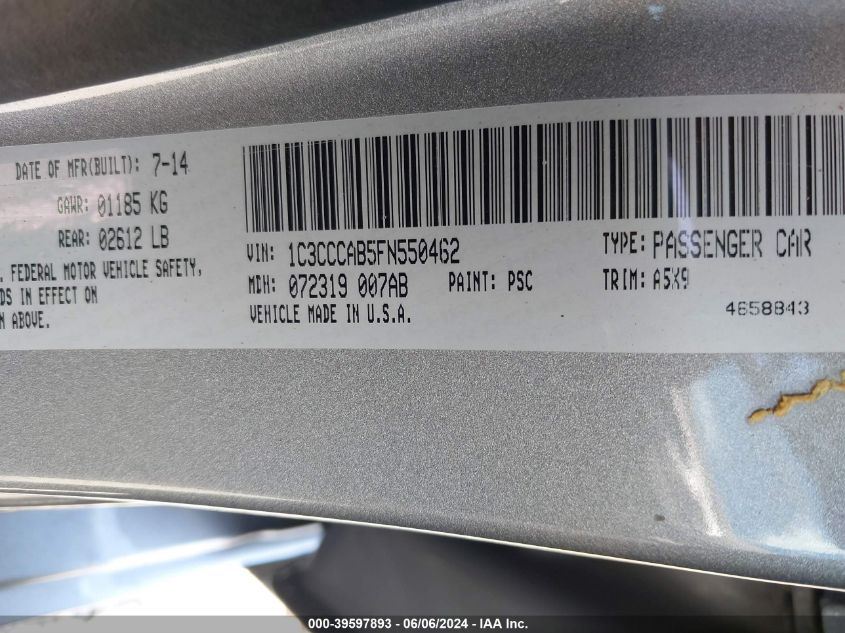 DATE OF MFR(BUILT): 7-14
GAWR: 01185 KG
REAR: 02612 LB
. FEDERAL MOTOR VEHICLE SAFETY,
DS IN EFFECT ON
N ABOVE.
VIN: 1C3CCCAB5FN550462
TYPE: PASSENGER CAR
MDH: 072319 007AB
PAINT: PSC
TRIM: A5X9
VEHICLE MADE IN U.S.A.
4658843
000-39597893 - 06/06/2024 - IAA Inc.